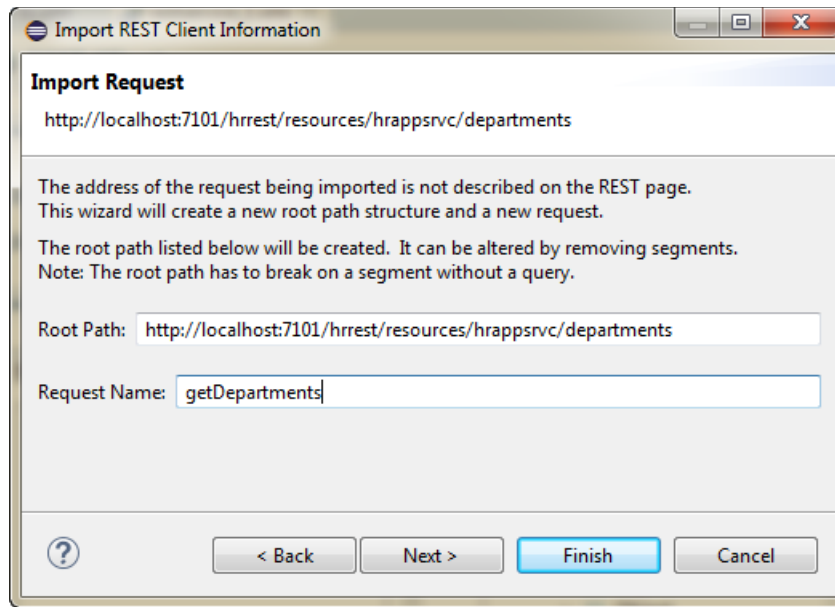 Import REST Client Information
Import Request
http://localhost:7101/hrrest/resources/hrappsrvc/departments
The address of the request being imported is not described on the REST page.
This wizard will create a new root path structure and a new request.
The root path listed below will be created.  It can be altered by removing segments.
Note: The root path has to break on a segment without a query.
Root Path: http://localhost:7101/hrrest/resources/hrappsrvc/departments
Request Name: getDepartments
? < Back Next > Finish Cancel